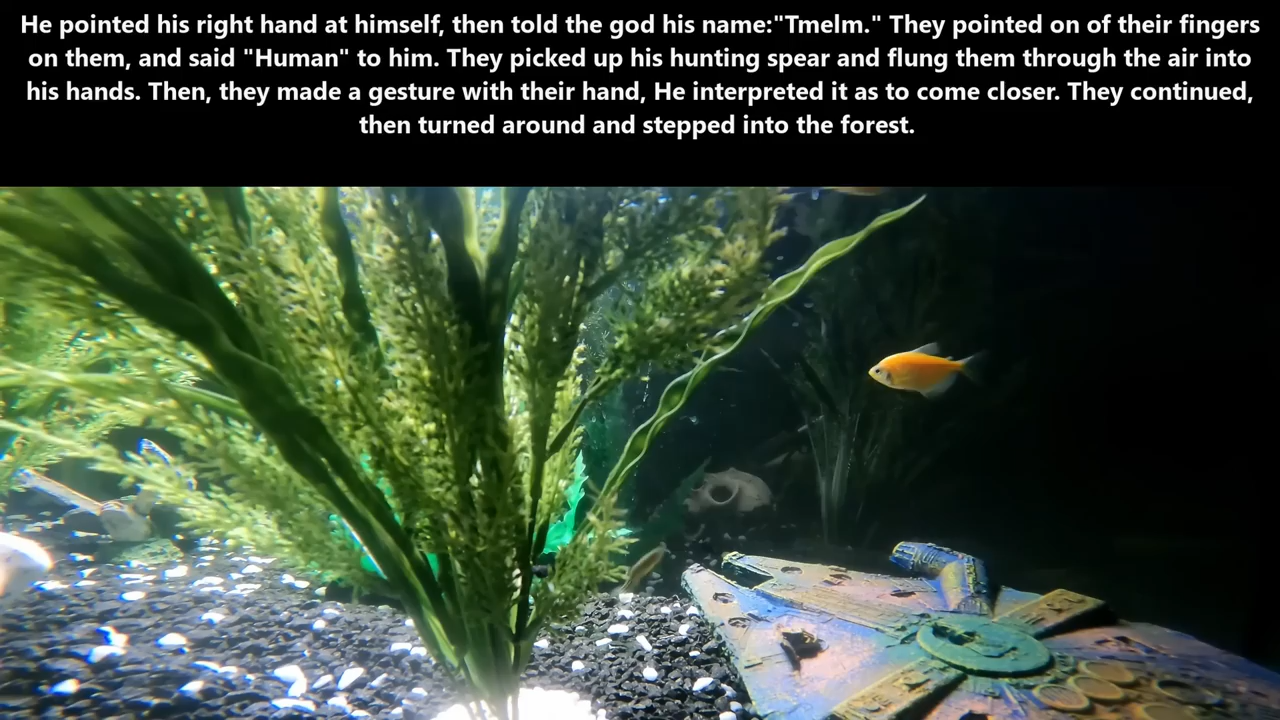 He pointed his right hand at himself, then told the god his name:"Tmelm." They pointed on of their fingers
on them, and said "Human" to him. They picked up his hunting spear and flung them through the air into
his hands. Then, they made a gesture with their hand, He interpreted it as to come closer. They continued,
then turned around and stepped into the forest.